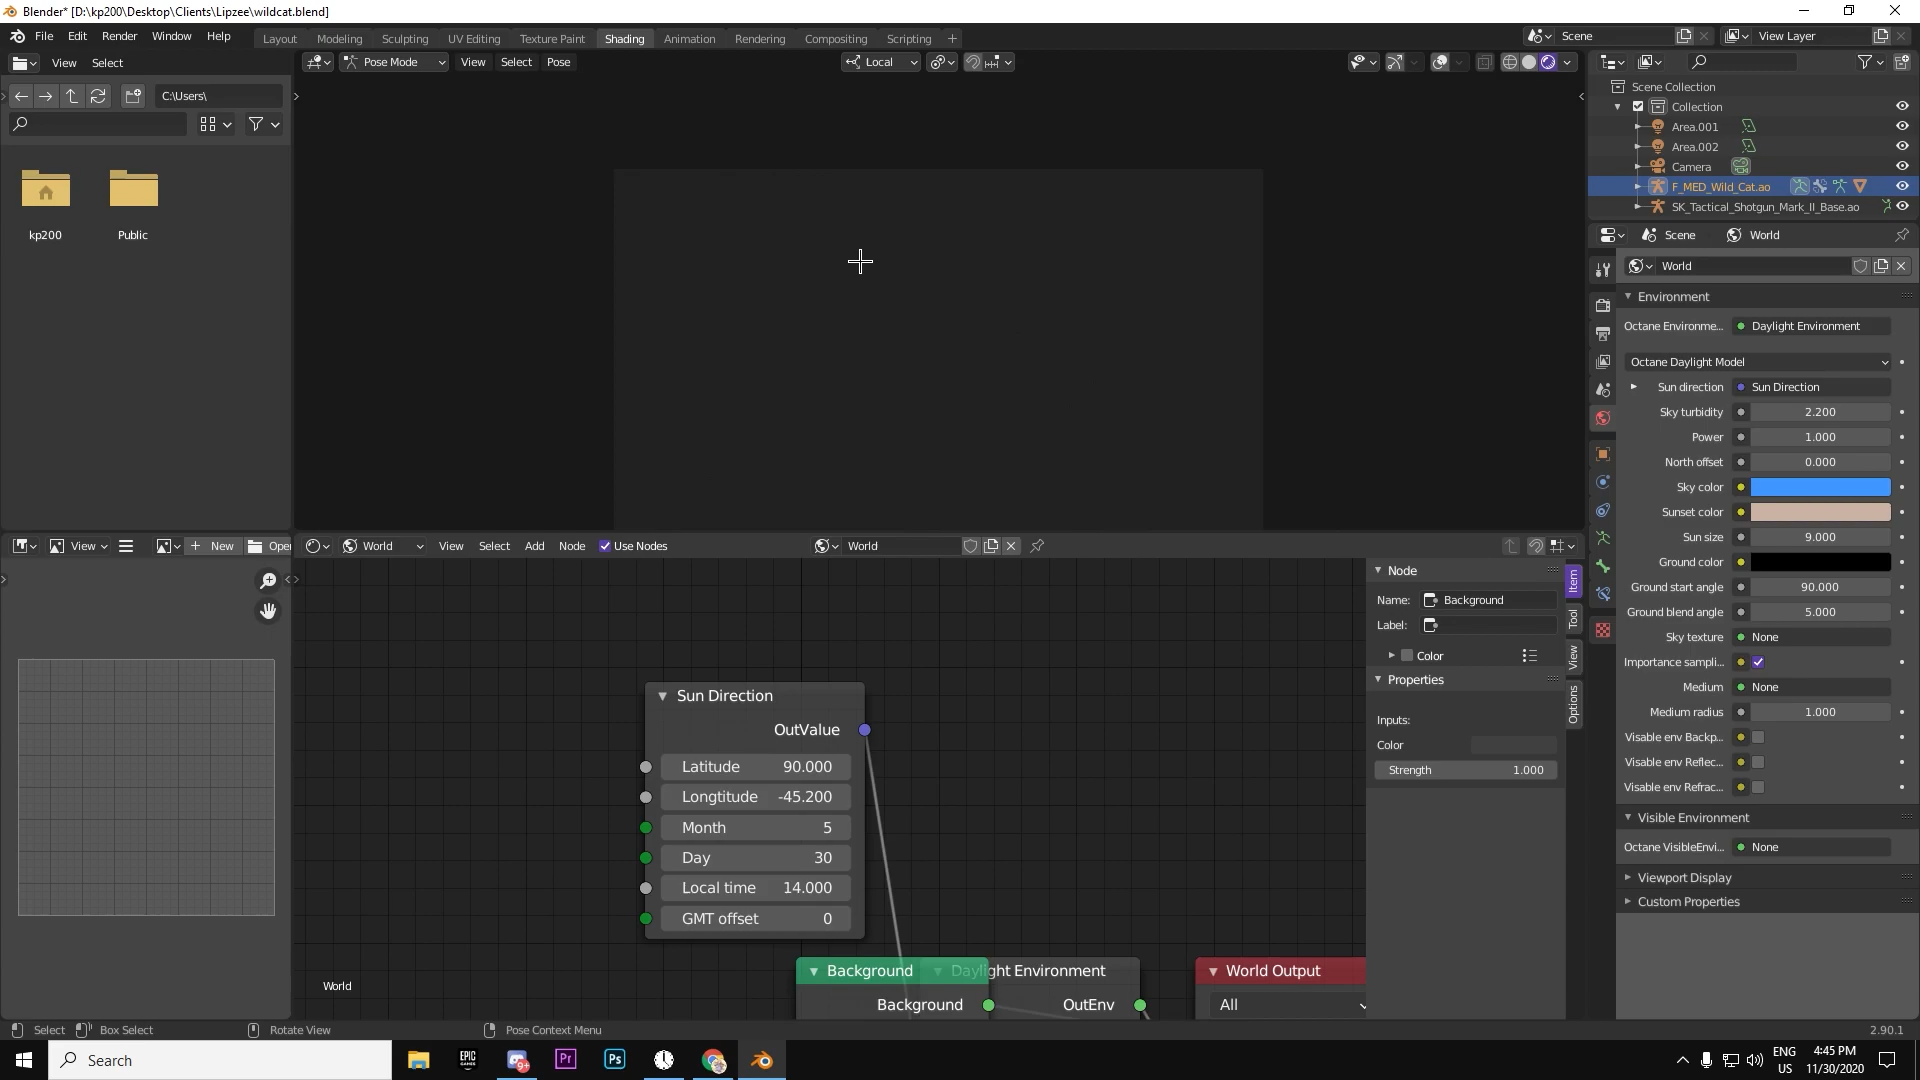 Blender* [D:\kp200\Desktop\Clients\Lipzee\wildcat.blend]
File Edit Render Window Help Layout Modeling Sculpting UV Editing Texture Paint Shading Animation Rendering Compositing Scripting + Scene View Layer
View Select
Pose Mode View Select Pose Local
C:\Users\
kp200 Public
Scene Collection
Collection
Area.001
Area.002
Camera
F_MED_Wild_Cat.ao
SK_Tactical_Shotgun_Mark_II_Base.ao
Scene World
World
Environment
Octane Environme... Daylight Environment
Octane Daylight Model
Sun direction Sun Direction
Sky turbidity 2.200
Power 1.000
North offset 0.000
Sky color
Sunset color
Sun size 9.000
Ground color
Ground start angle 90.000
Ground blend angle 5.000
Sky texture None
Importance sampli...
Medium None
Medium radius 1.000
Visable env Backp...
Visable env Reflec...
Visable env Refrac...
Visible Environment
Octane VisibleEnvi... None
Viewport Display
Custom Properties
View + New Ope
World View Select Add Node Use Nodes World
Node
Name: Background
Label:
Color
Properties
Inputs:
Color
Strength 1.000
Item
Tool
View
Options
Sun Direction
OutValue
Latitude 90.000
Longtitude -45.200
Month 5
Day 30
Local time 14.000
GMT offset 0
Background Daylight Environment World Output
Background OutEnv All
World
Select Box Select Rotate View Pose Context Menu 2.90.1
Search
EPIC GAMES
9+
Pr
Ps
ENG
US
4:45 PM
11/30/2020